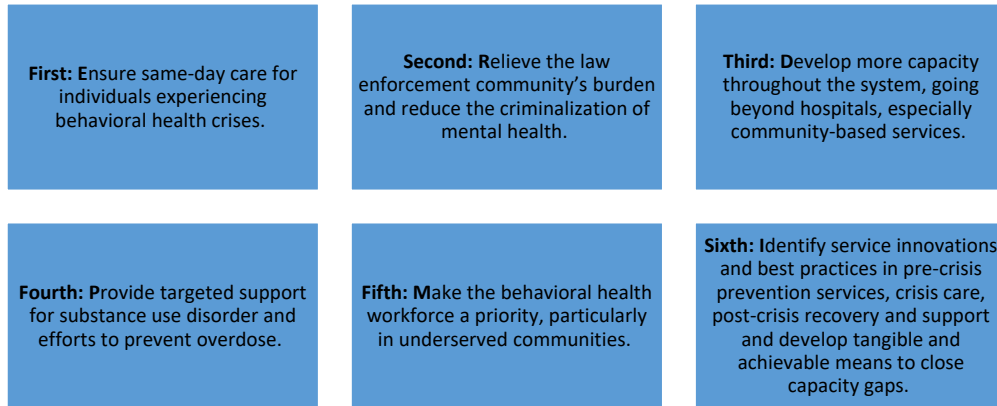 First: Ensure same-day care for
individuals experiencing
behavioral health crises.
Second: Relieve the law
enforcement community's burden
and reduce the criminalization of
mental health.
Third: Develop more capacity
throughout the system, going
beyond hospitals, especially
community-based services.
Fourth: Provide targeted support
for substance use disorder and
efforts to prevent overdose.
Fifth: Make the behavioral health
workforce a priority, particularly
in underserved communities.
Sixth: Identify service innovations
and best practices in pre-crisis
prevention services, crisis care,
post-crisis recovery and support
and develop tangible and
achievable means to close
capacity gaps.